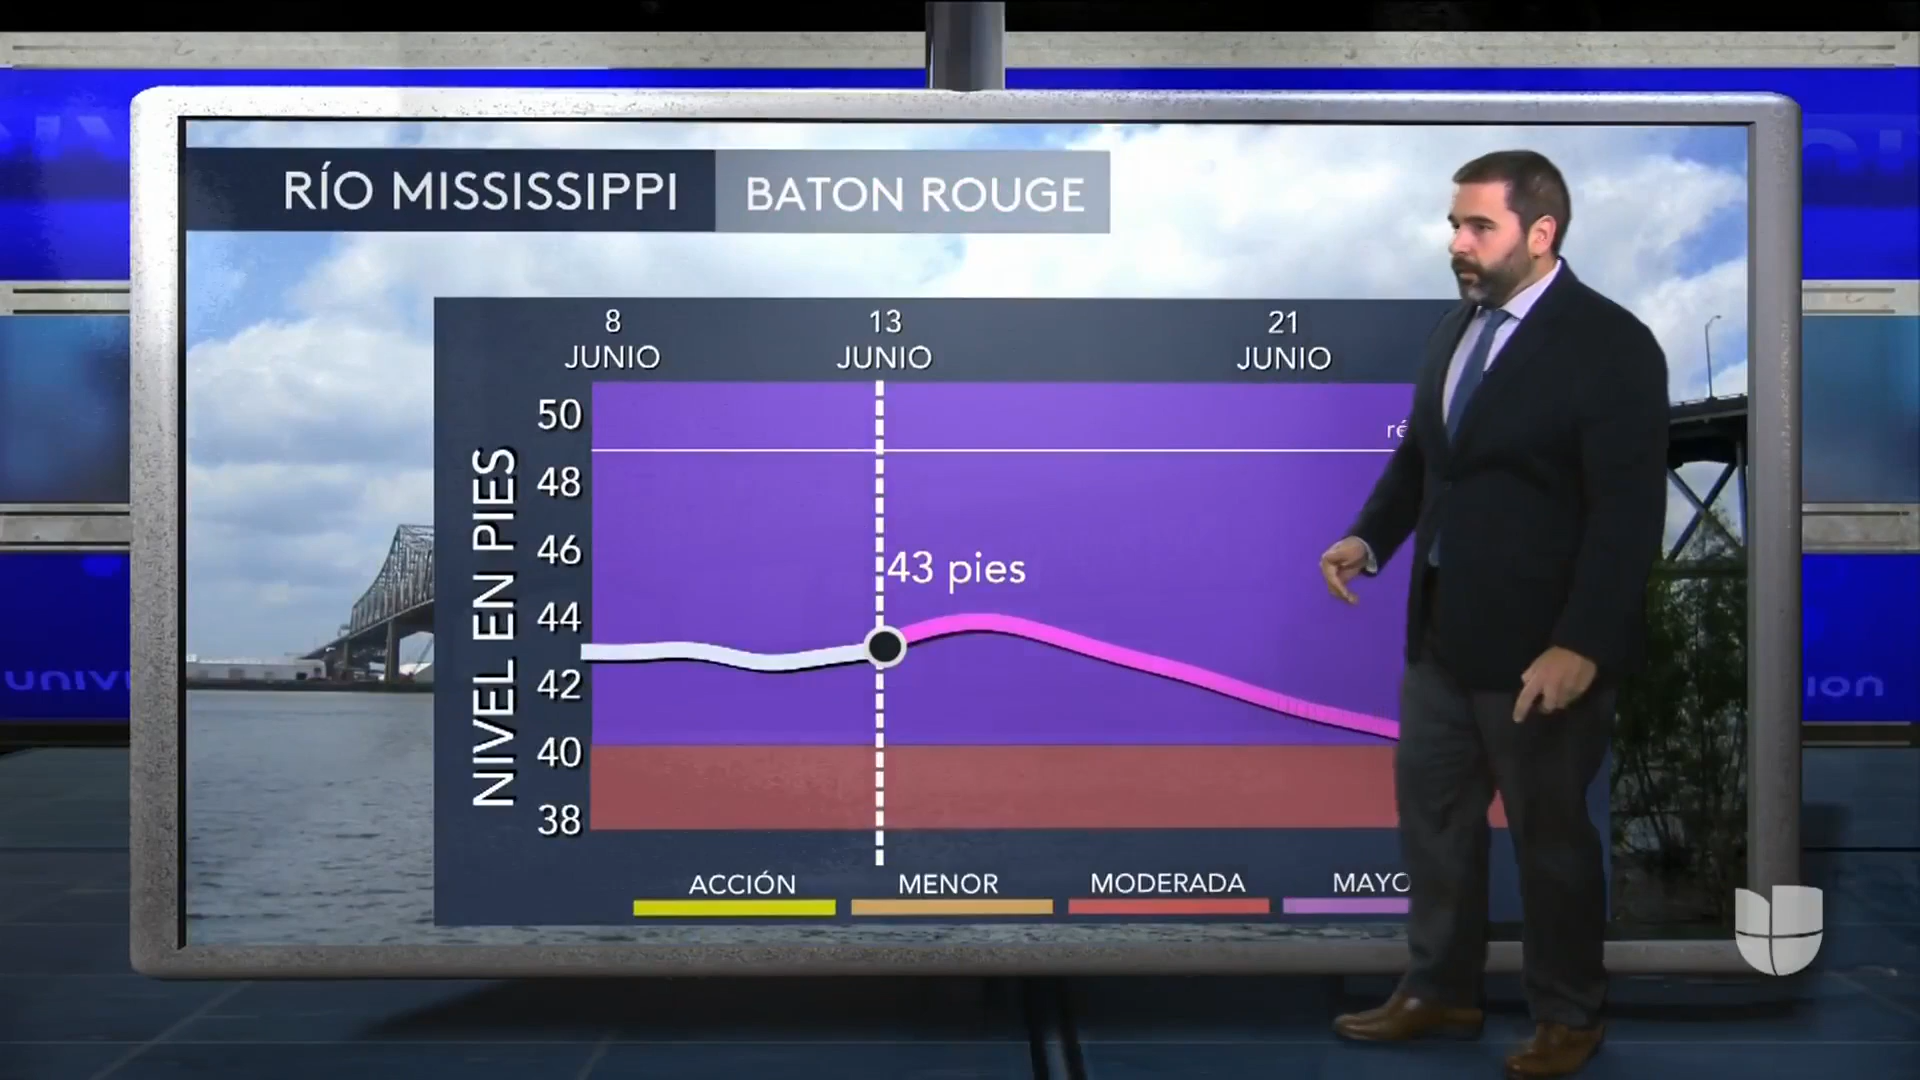 RÍO MISSISSIPPI BATON ROUGE
8 JUNIO
13 JUNIO
21 JUNIO
NIVEL EN PIES
50
48
46
44
42
40
38
43 pies
ACCIÓN MENOR MODERADA